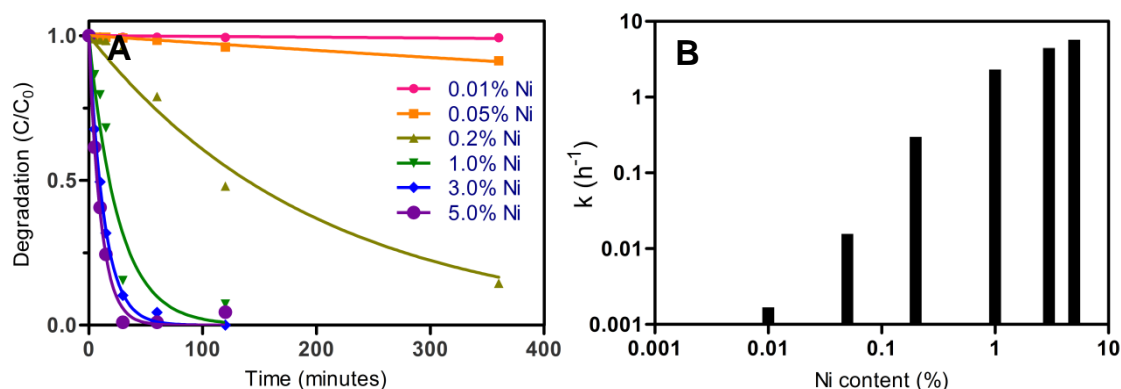 A
1.0
0.5
0.0
0 100 200 300 400
Degradation (C/C₀)
Time (minutes)
0.01% Ni
0.05% Ni
0.2% Ni
1.0% Ni
3.0% Ni
5.0% Ni
B
10
1
0.1
0.01
0.001
0.001 0.01 0.1 1 10
k (h⁻¹)
Ni content (%)